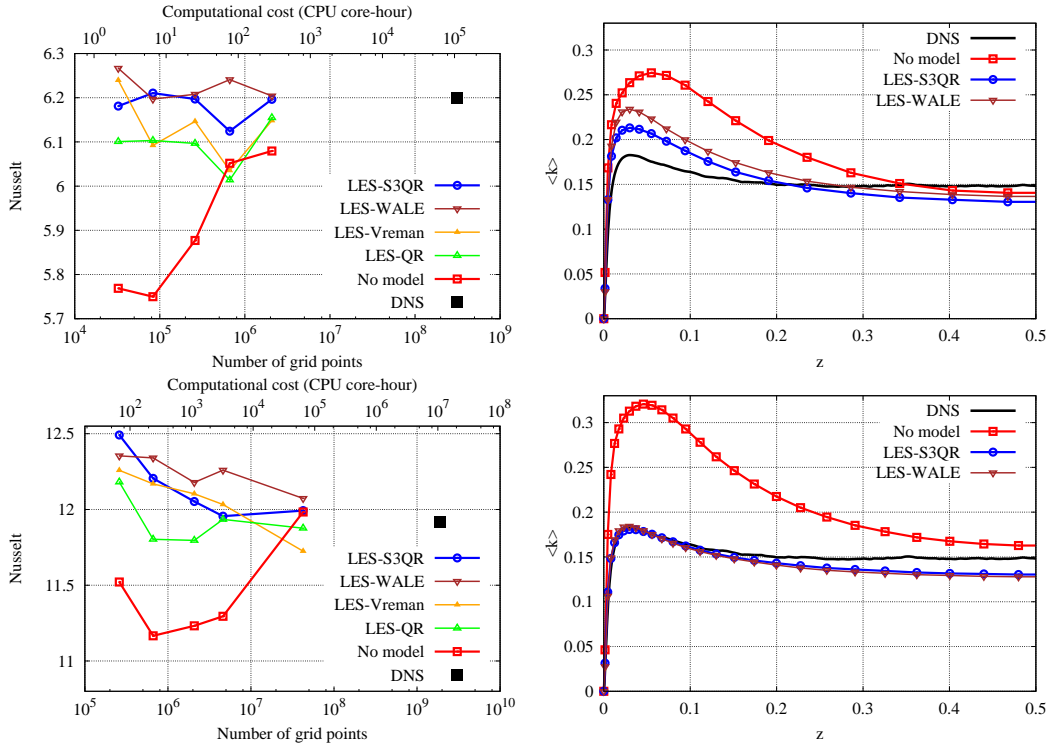 Computational cost (CPU core-hour)
10^0 10^1 10^2 10^3 10^4 10^5
6.3
6.2
6.1
6
5.9
5.8
5.7
Nusselt
LES-S3QR
LES-WALE
LES-Vreman
LES-QR
No model
DNS
10^4 10^5 10^6 10^7 10^8 10^9
Number of grid points
0.3
0.25
0.2
0.15
0.1
0.05
0
<k>
DNS
No model
LES-S3QR
LES-WALE
0 0.1 0.2 0.3 0.4 0.5
z
Computational cost (CPU core-hour)
10^2 10^3 10^4 10^5 10^6 10^7 10^8
12.5
12
11.5
11
Nusselt
LES-S3QR
LES-WALE
LES-Vreman
LES-QR
No model
DNS
10^5 10^6 10^7 10^8 10^9 10^10
Number of grid points
0.3
0.25
0.2
0.15
0.1
0.05
0
<k>
DNS
No model
LES-S3QR
LES-WALE
0 0.1 0.2 0.3 0.4 0.5
z